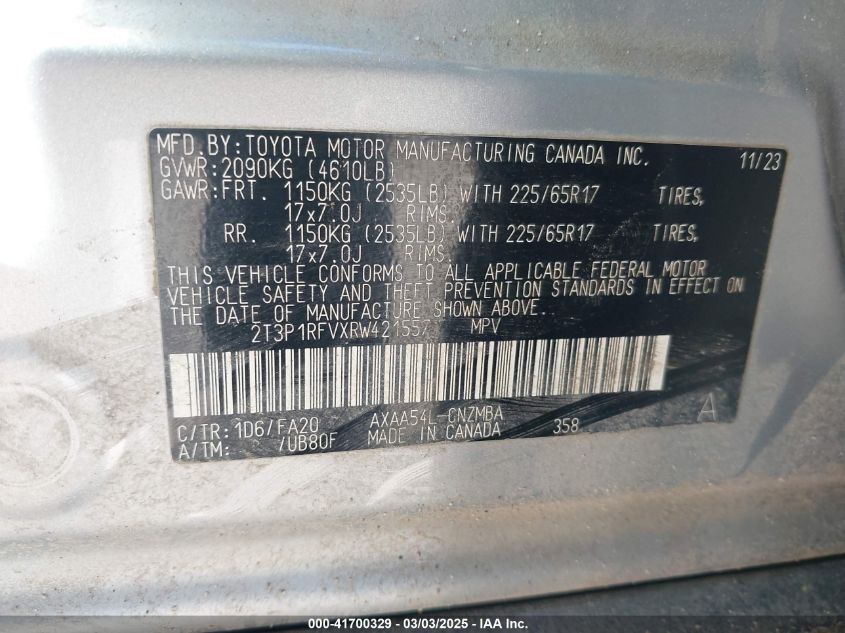 MFD. BY: TOYOTA MOTOR MANUFACTURING CANADA INC. 11/23
GVWR: 2090KG (4610LB)
GAWR: FRT. 1150KG (2535LB) WITH 225/65R17 TIRES,
17x7.0J RIMS.
RR. 1150KG (2535LB) WITH 225/65R17 TIRES,
17x7.0J RIMS.
THIS VEHICLE CONFORMS TO ALL APPLICABLE FEDERAL MOTOR
VEHICLE SAFETY AND THEFT PREVENTION STANDARDS IN EFFECT ON
THE DATE OF MANUFACTURE SHOWN ABOVE.
MPV
C/TR: 1D6/FA20 AXAA54L-CNZMBA
A/TM: /UB80F MADE IN CANADA 358 A
000-41700329 - 03/03/2025 - IAA Inc.